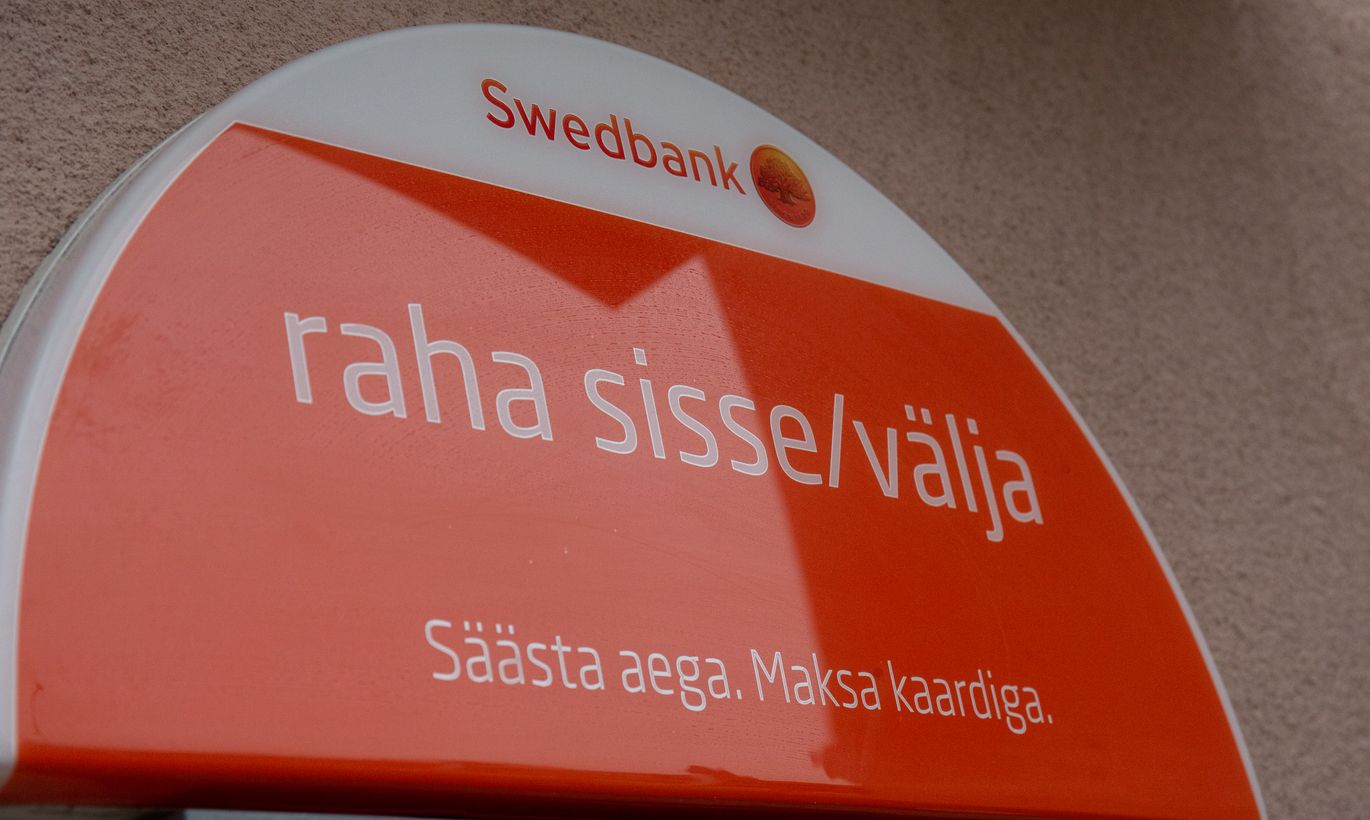 Swedbank
raha sisse/välja
Säästa aega. Maksa kaardiga.